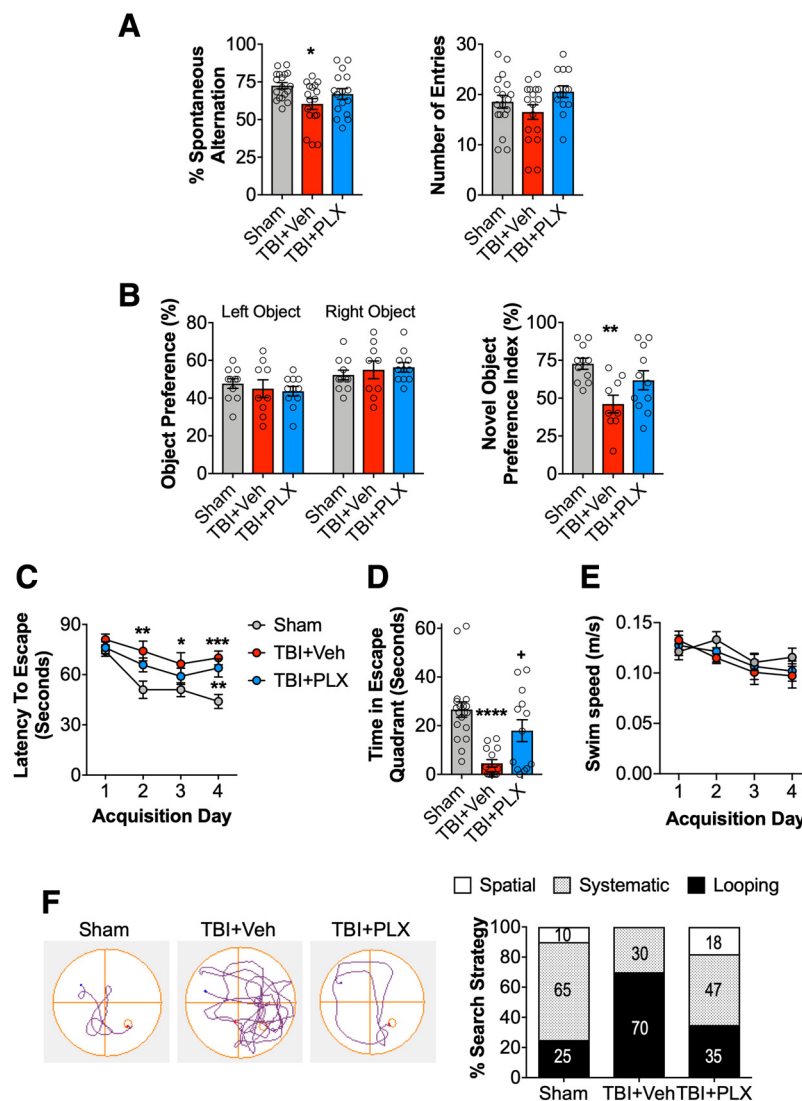 A
% Spontaneous
Alternation
100
75
50
25
0
*
Sham
TBI+Veh
TBI+PLX
Number of Entries
30
20
10
0
Sham
TBI+Veh
TBI+PLX
B
Object Preference (%)
80
60
40
20
0
Left Object
Right Object
Sham
TBI+Veh
TBI+PLX
Sham
TBI+Veh
TBI+PLX
Novel Object
Preference Index (%)
100
75
50
25
0
**
Sham
TBI+Veh
TBI+PLX
C
Latency To Escape
(Seconds)
90
60
30
0
** * ***
**
1 2 3 4
Acquisition Day
Sham
TBI+Veh
TBI+PLX
D
Time in Escape
Quadrant (Seconds)
60
40
20
0
****
+
Sham
TBI+Veh
TBI+PLX
E
Swim speed (m/s)
0.15
0.10
0.05
0.00
1 2 3 4
Acquisition Day
F
Sham
TBI+Veh
TBI+PLX
Spatial Systematic Looping
% Search Strategy
100
80
60
40
20
0
10
65
25
30
70
18
47
35
Sham TBI+Veh TBI+PLX